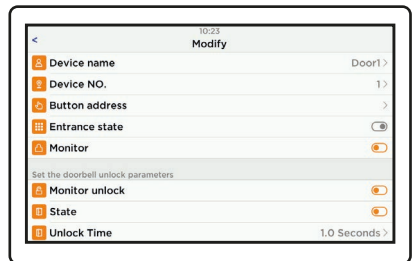 10:23
<
Modify
Device name Door1 >
Device NO. 1 >
Button address >
Entrance state
Monitor
Set the doorbell unlock parameters
Monitor unlock
State
Unlock Time 1.0 Seconds >